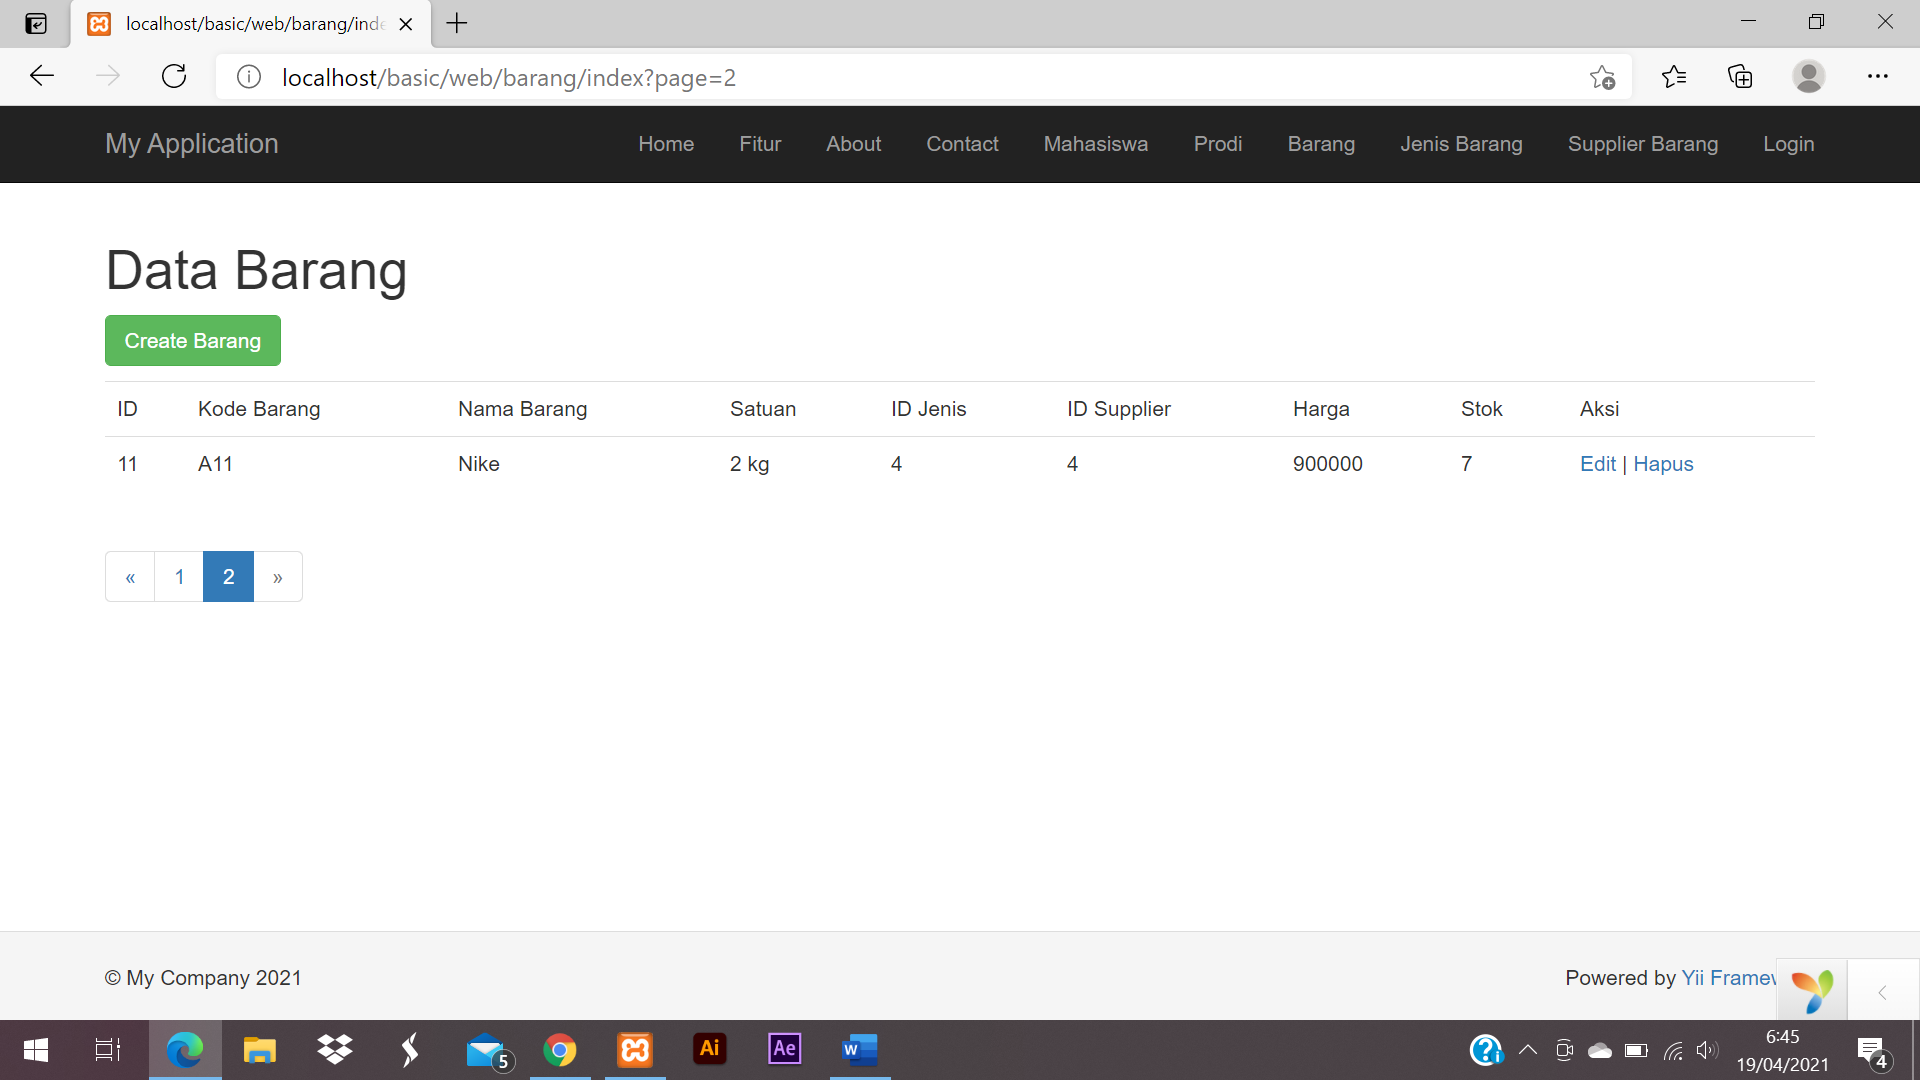 localhost/basic/web/barang/inde
localhost/basic/web/barang/index?page=2
My Application Home Fitur About Contact Mahasiswa Prodi Barang Jenis Barang Supplier Barang Login
Data Barang
Create Barang
ID Kode Barang Nama Barang Satuan ID Jenis ID Supplier Harga Stok Aksi
11 A11 Nike 2 kg 4 4 900000 7 Edit | Hapus
« 1 2 »
© My Company 2021 Powered by Yii
5 Ai Ae W 6:45
19/04/2021 4